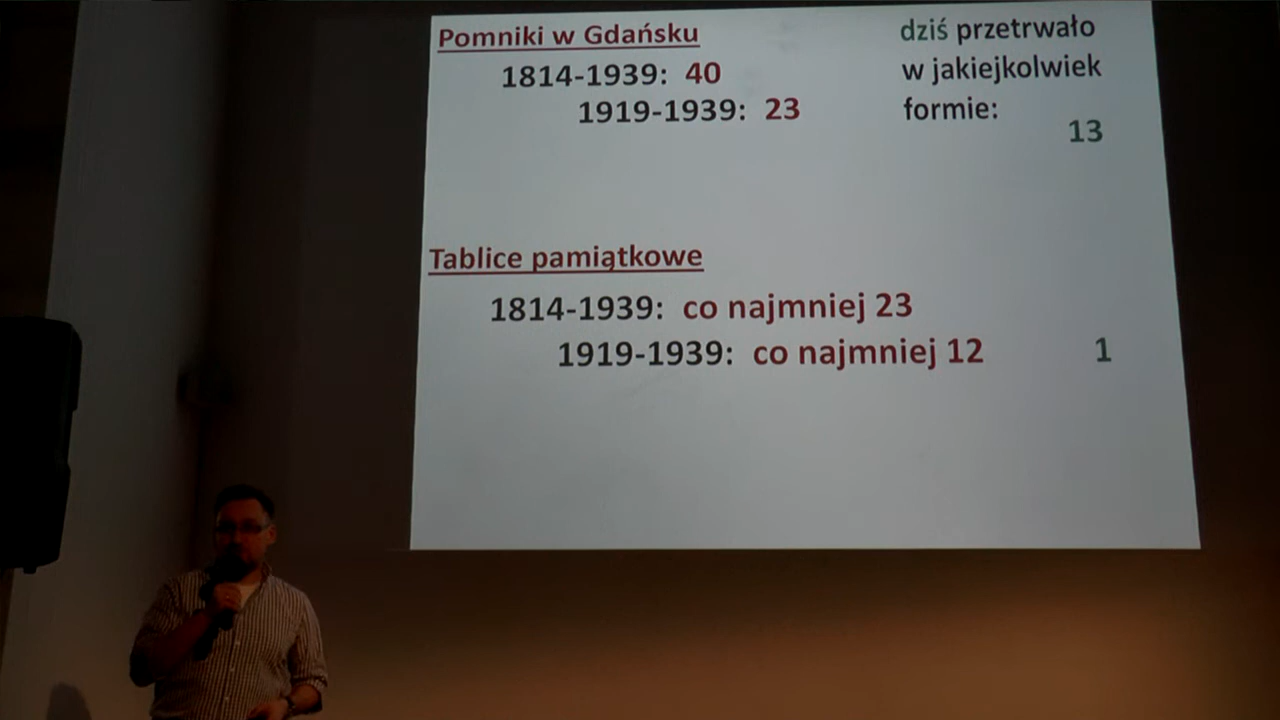 Pomniki w Gdańsku
1814-1939: 40
1919-1939: 23
dziś przetrwało
w jakiejkolwiek
formie:
13
Tablice pamiątkowe
1814-1939: co najmniej 23
1919-1939: co najmniej 12
1